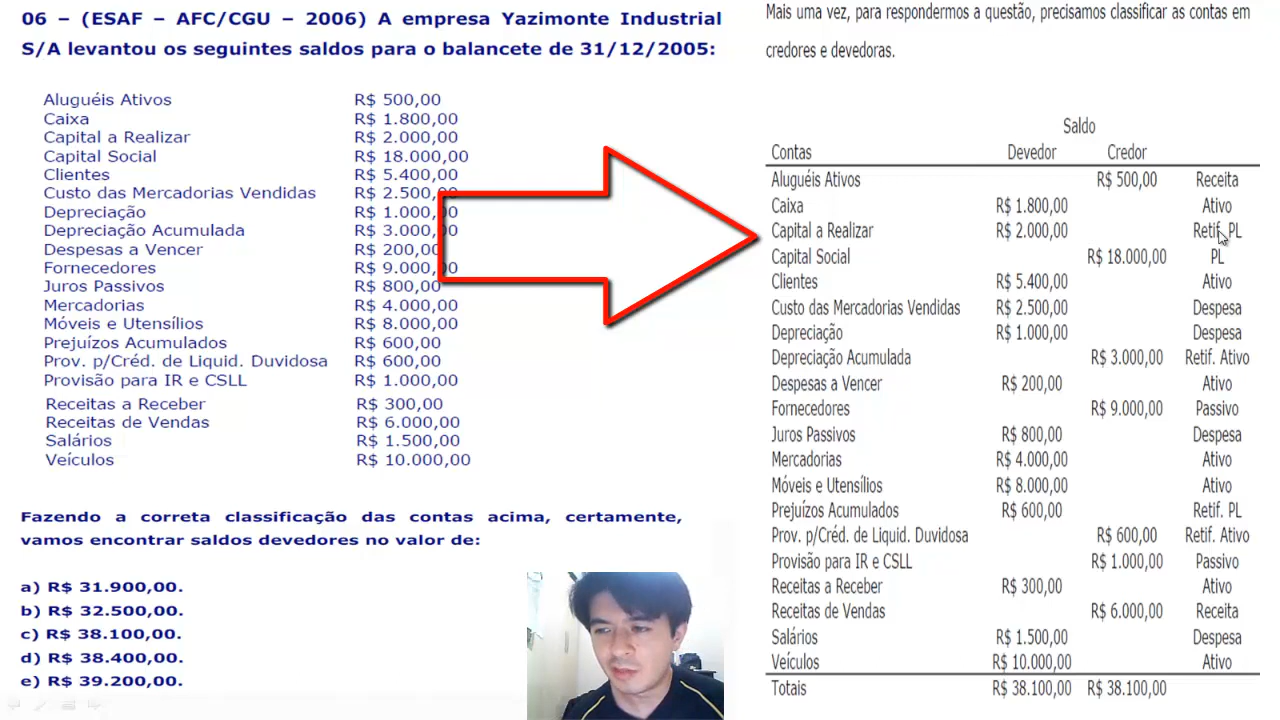 06 – (ESAF – AFC/CGU – 2006) A empresa Yazimonte Industrial
S/A levantou os seguintes saldos para o balancete de 31/12/2005:
Aluguéis Ativos R$ 500,00
Caixa R$ 1.800,00
Capital a Realizar R$ 2.000,00
Capital Social R$ 18.000,00
Clientes R$ 5.400,00
Custo das Mercadorias Vendidas R$ 2.500,00
Depreciação R$ 1.000,00
Depreciação Acumulada R$ 3.000,00
Despesas a Vencer R$ 200,00
Fornecedores R$ 9.000,00
Juros Passivos R$ 800,00
Mercadorias R$ 4.000,00
Móveis e Utensílios R$ 8.000,00
Prejuízos Acumulados R$ 600,00
Prov. p/Créd. de Liquid. Duvidosa R$ 600,00
Provisão para IR e CSLL R$ 1.000,00
Receitas a Receber R$ 300,00
Receitas de Vendas R$ 6.000,00
Salários R$ 1.500,00
Veículos R$ 10.000,00
Fazendo a correta classificação das contas acima, certamente,
vamos encontrar saldos devedores no valor de:
a) R$ 31.900,00.
b) R$ 32.500,00.
c) R$ 38.100,00.
d) R$ 38.400,00.
e) R$ 39.200,00.
Mais uma vez, para respondermos a questão, precisamos classificar as contas em
credores e devedoras.
Saldo
Contas Devedor Credor
Aluguéis Ativos R$ 500,00 Receita
Caixa R$ 1.800,00 Ativo
Capital a Realizar R$ 2.000,00 Retif. PL
Capital Social R$ 18.000,00 PL
Clientes R$ 5.400,00 Ativo
Custo das Mercadorias Vendidas R$ 2.500,00 Despesa
Depreciação R$ 1.000,00 Despesa
Depreciação Acumulada R$ 3.000,00 Retif. Ativo
Despesas a Vencer R$ 200,00 Ativo
Fornecedores R$ 9.000,00 Passivo
Juros Passivos R$ 800,00 Despesa
Mercadorias R$ 4.000,00 Ativo
Móveis e Utensílios R$ 8.000,00 Ativo
Prejuízos Acumulados R$ 600,00 Retif. PL
Prov. p/Créd. de Liquid. Duvidosa R$ 600,00 Retif. Ativo
Provisão para IR e CSLL R$ 1.000,00 Passivo
Receitas a Receber R$ 300,00 Ativo
Receitas de Vendas R$ 6.000,00 Receita
Salários R$ 1.500,00 Despesa
Veículos R$ 10.000,00 Ativo
Totais R$ 38.100,00 R$ 38.100,00